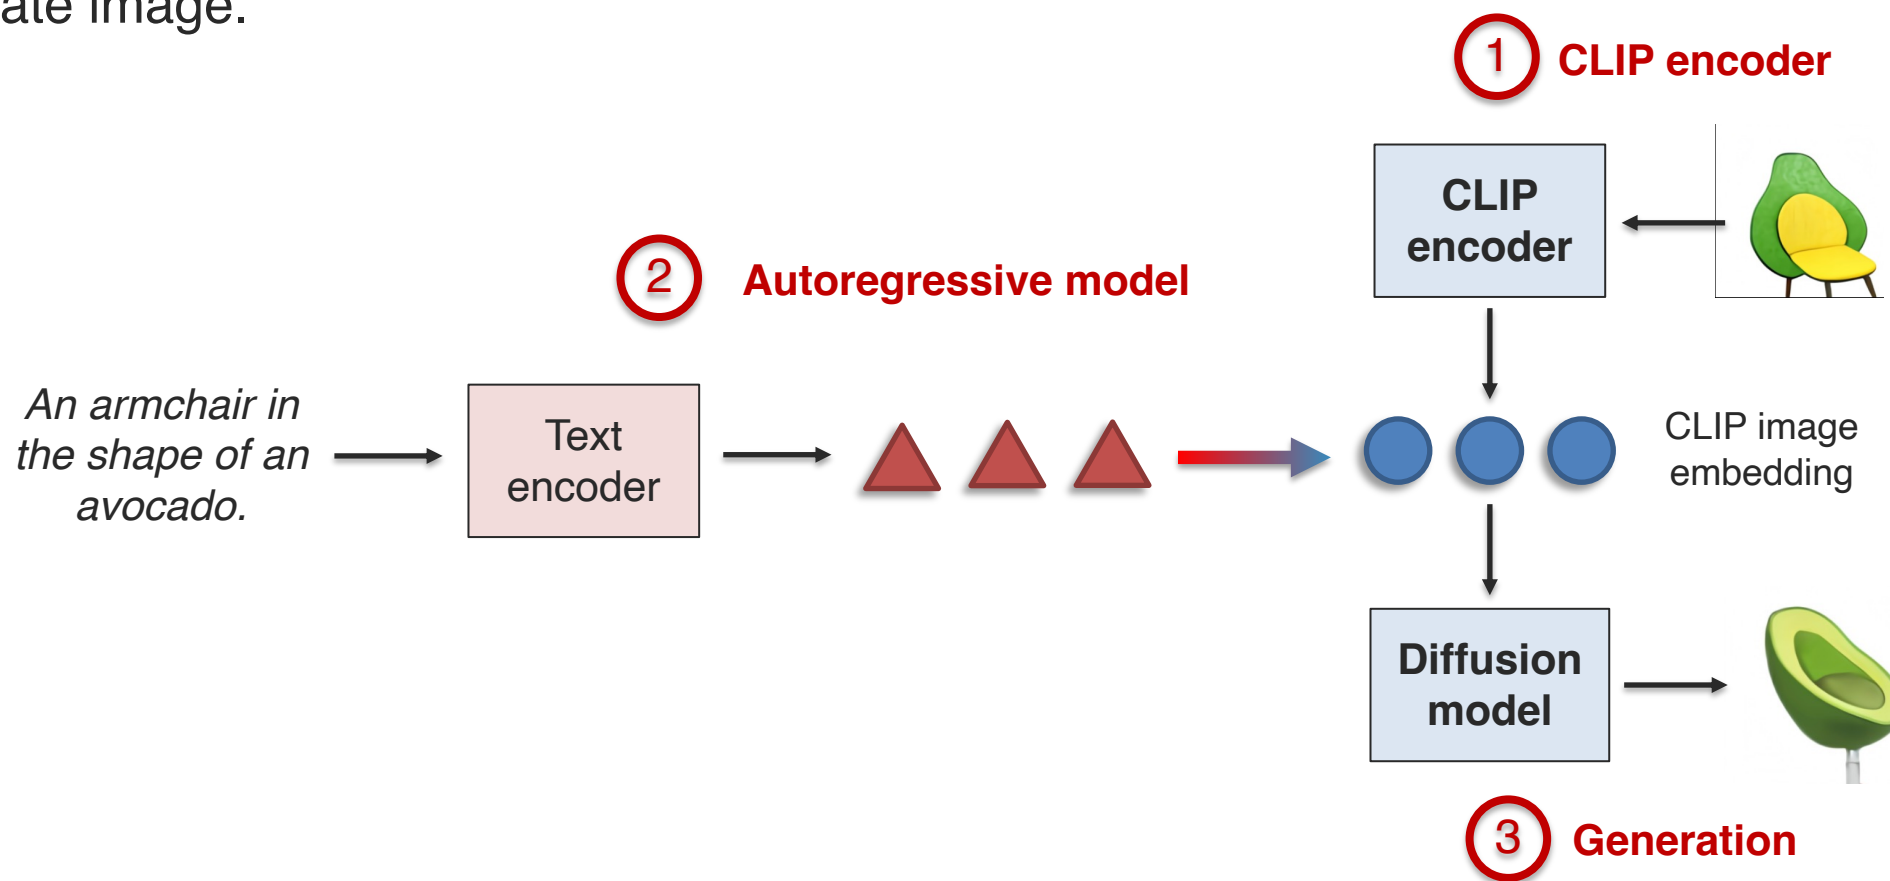 ate image.
1 CLIP encoder
CLIP
encoder
2 Autoregressive model
An armchair in
the shape of an
avocado.
Text
encoder
CLIP image
embedding
Diffusion
model
3 Generation